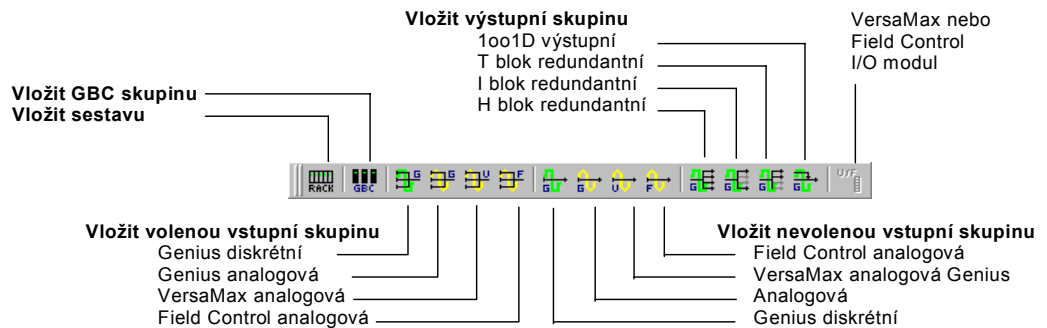 Vložit výstupní skupinu
1oo1D výstupní
T blok redundantní
I blok redundantní
H blok redundantní
VersaMax nebo
Field Control
I/O modul
Vložit GBC skupinu
Vložit sestavu
RACK
GBC
G
G
U
F
G
G
U
F
G
G
G
G
U/F
Vložit volenou vstupní skupinu
Genius diskrétní
Genius analogová
VersaMax analogová
Field Control analogová
Vložit nevolenou vstupní skupinu
Field Control analogová
VersaMax analogová Genius
Analogová
Genius diskrétní